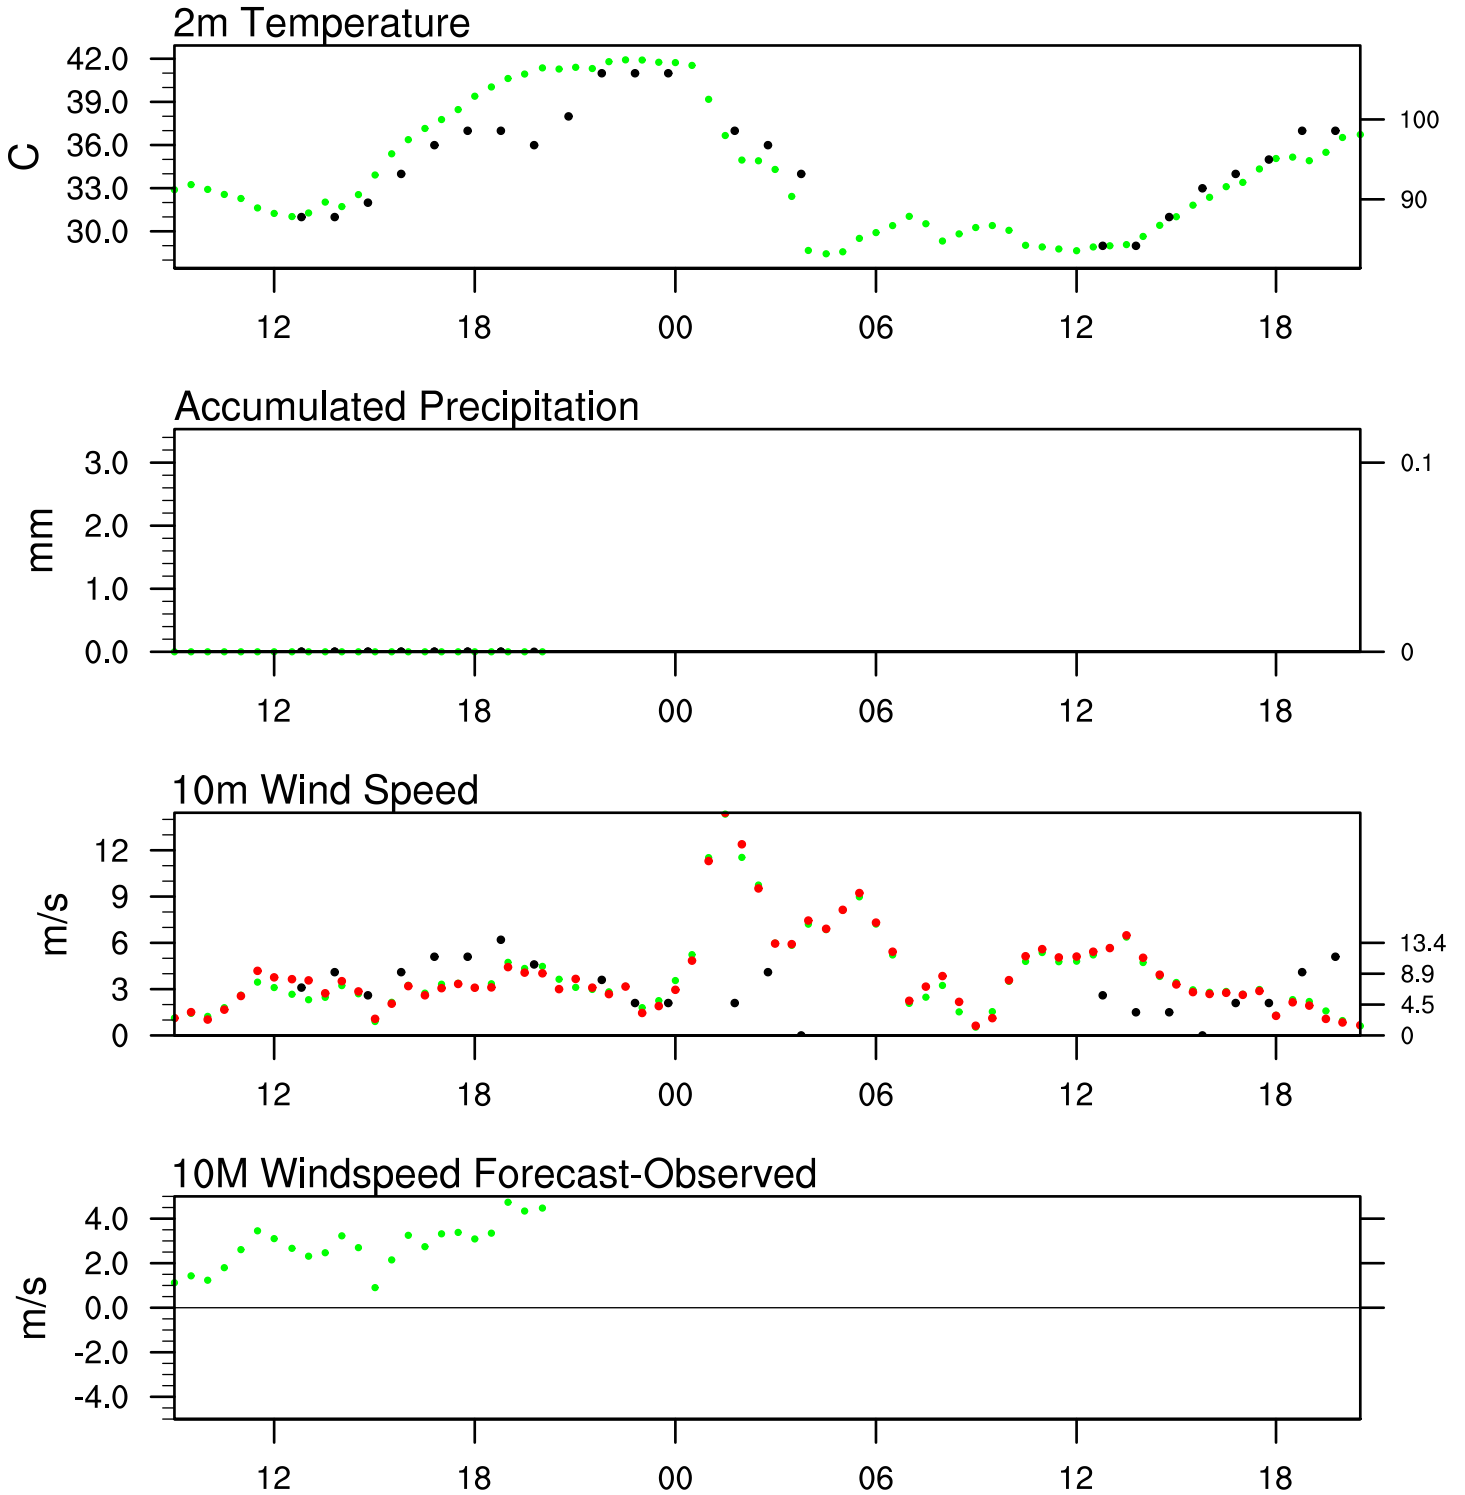 2m Temperature
42.0
39.0
36.0
33.0
30.0
C
100
90
12 18 00 06 12 18
Accumulated Precipitation
3.0
2.0
1.0
0.0
mm
0.1
0
12 18 00 06 12 18
10m Wind Speed
12
9
6
3
0
m/s
13.4
8.9
4.5
0
12 18 00 06 12 18
10M Windspeed Forecast-Observed
4.0
2.0
0.0
-2.0
-4.0
m/s
12 18 00 06 12 18